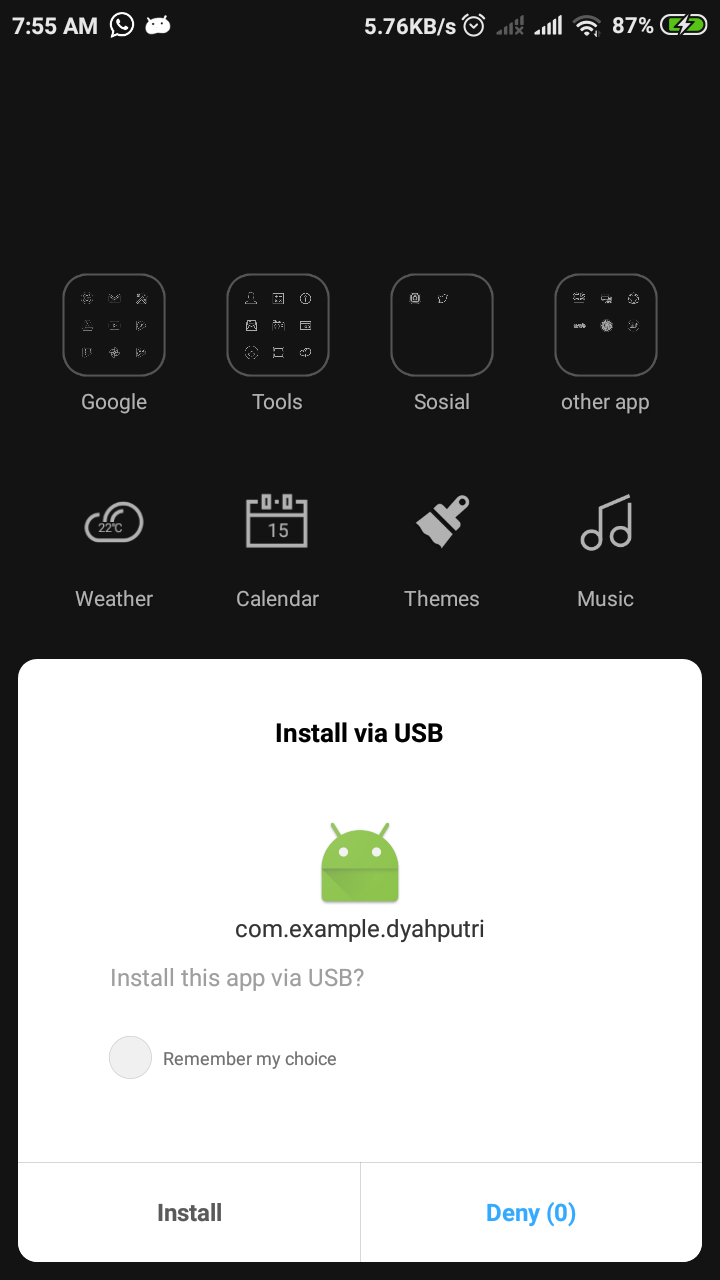 7:55 AM 5.76KB/s 87%
Google Tools Sosial other app
22°C 15
Weather Calendar Themes Music
Install via USB
com.example.dyahputri
Install this app via USB?
Remember my choice
Install Deny (0)